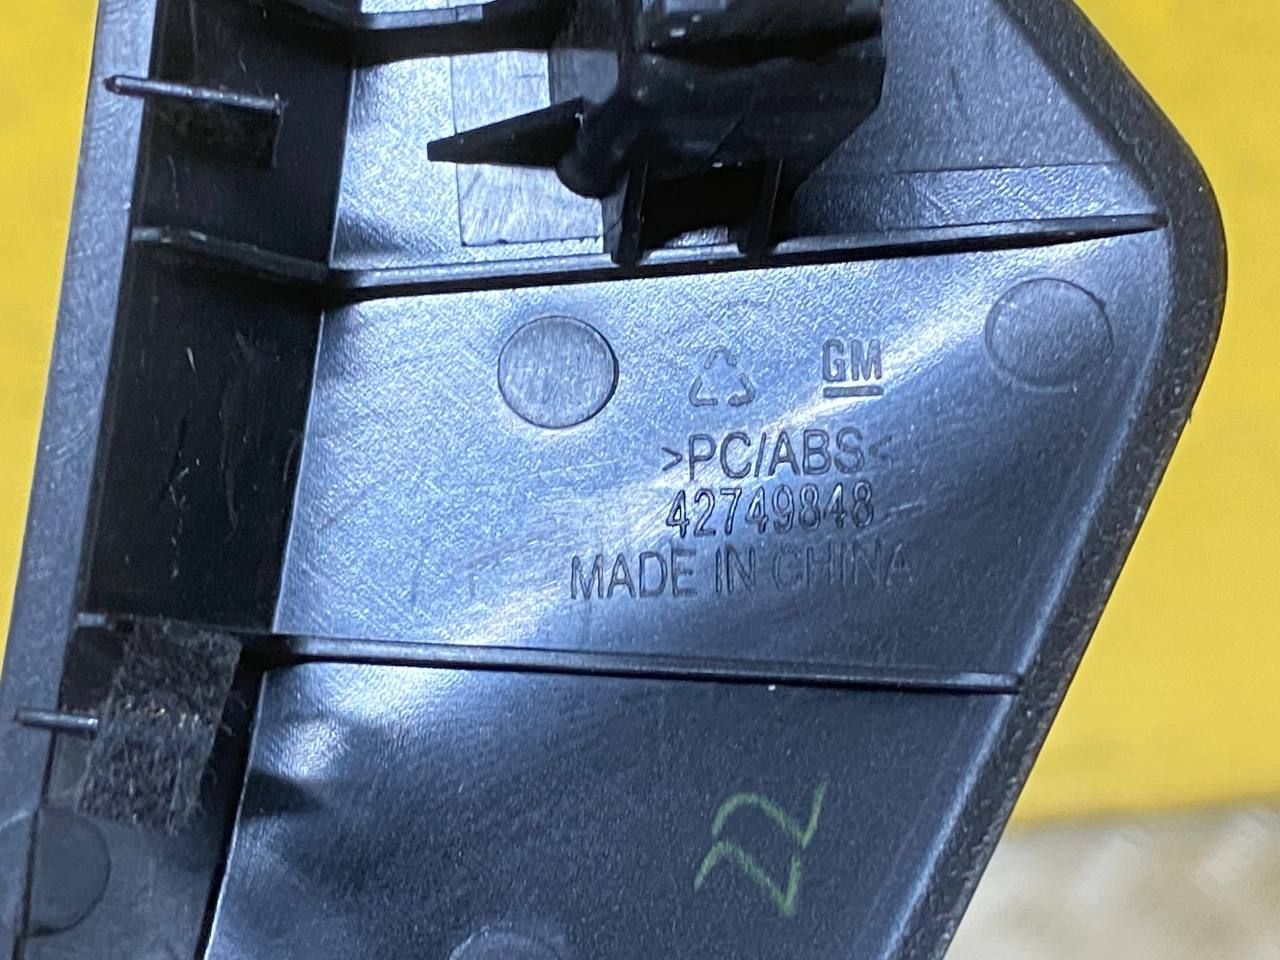 GM
>PC/ABS<
42749848
MADE IN CHINA
22